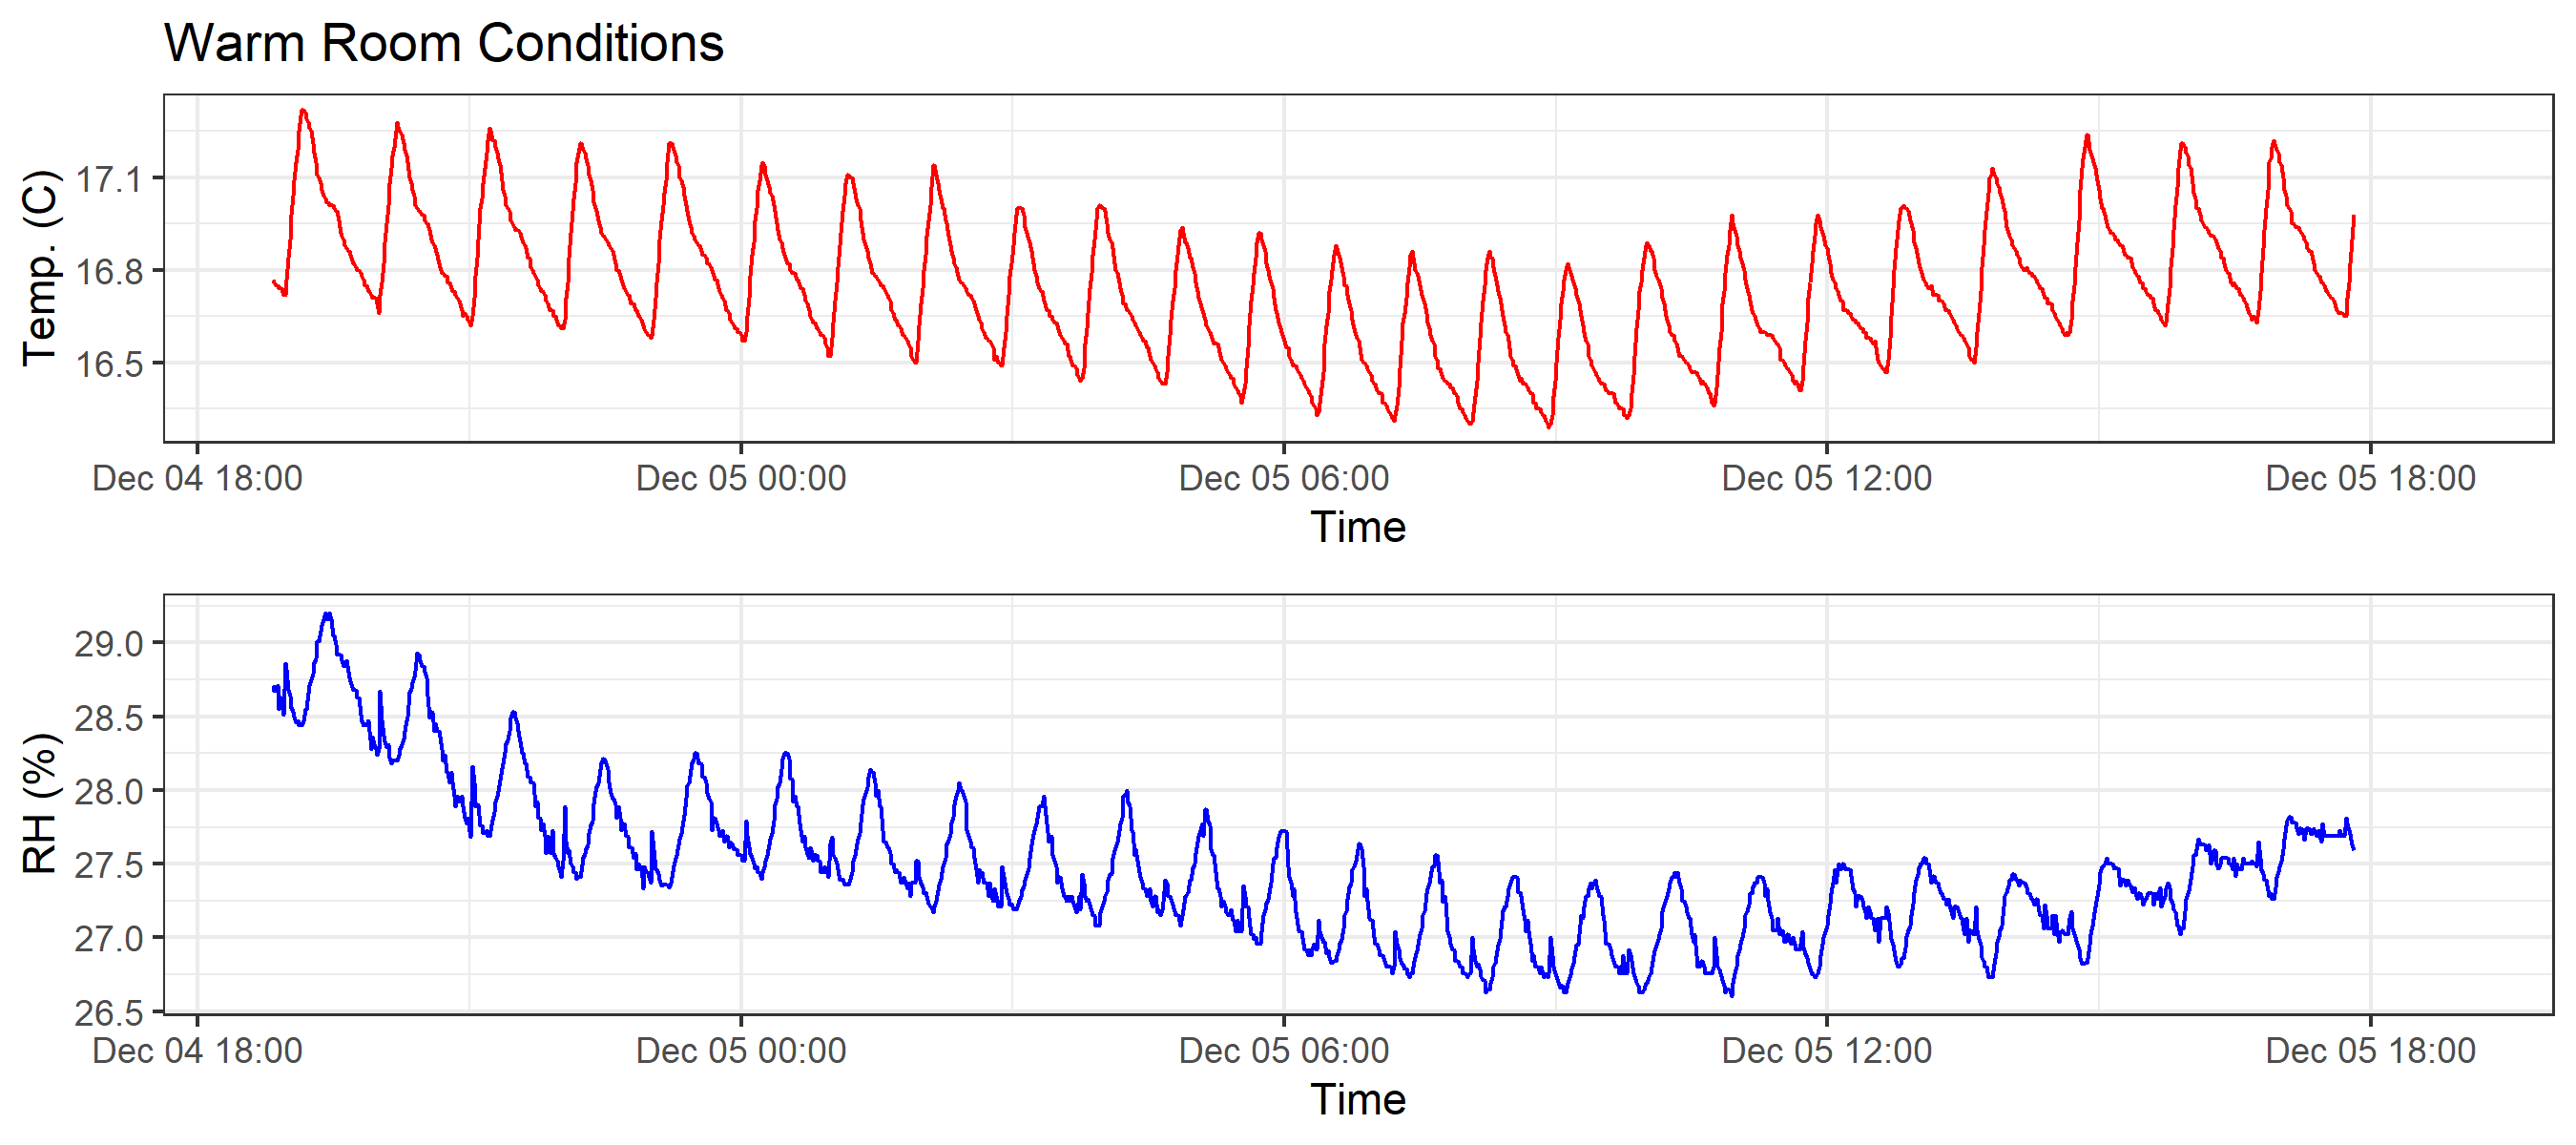 Warm Room Conditions
Temp. (C)
17.1
16.8
16.5
Dec 04 18:00 Dec 05 00:00 Dec 05 06:00 Dec 05 12:00 Dec 05 18:00
Time
RH (%)
29.0
28.5
28.0
27.5
27.0
26.5
Dec 04 18:00 Dec 05 00:00 Dec 05 06:00 Dec 05 12:00 Dec 05 18:00
Time